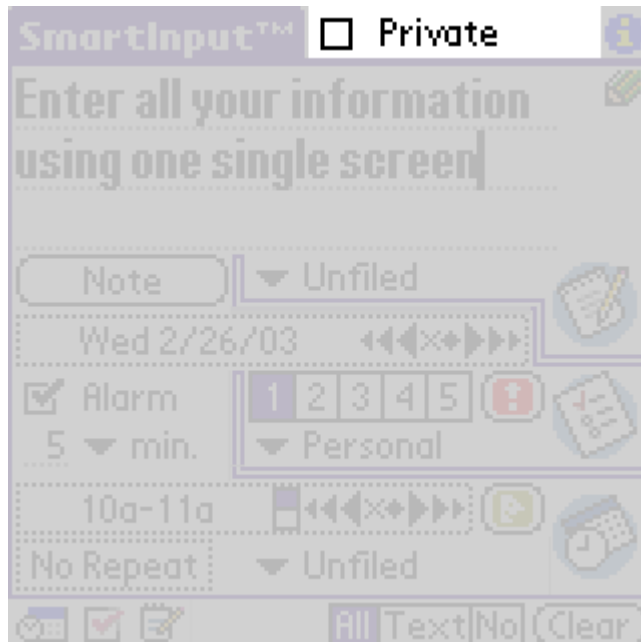 SmartInput™ Private
Enter all your information
using one single screen
Note Unfiled
Wed 2/26/03
Alarm 1 2 3 4 5
5 min. Personal
10a-11a
No Repeat Unfiled
All Text No Clear